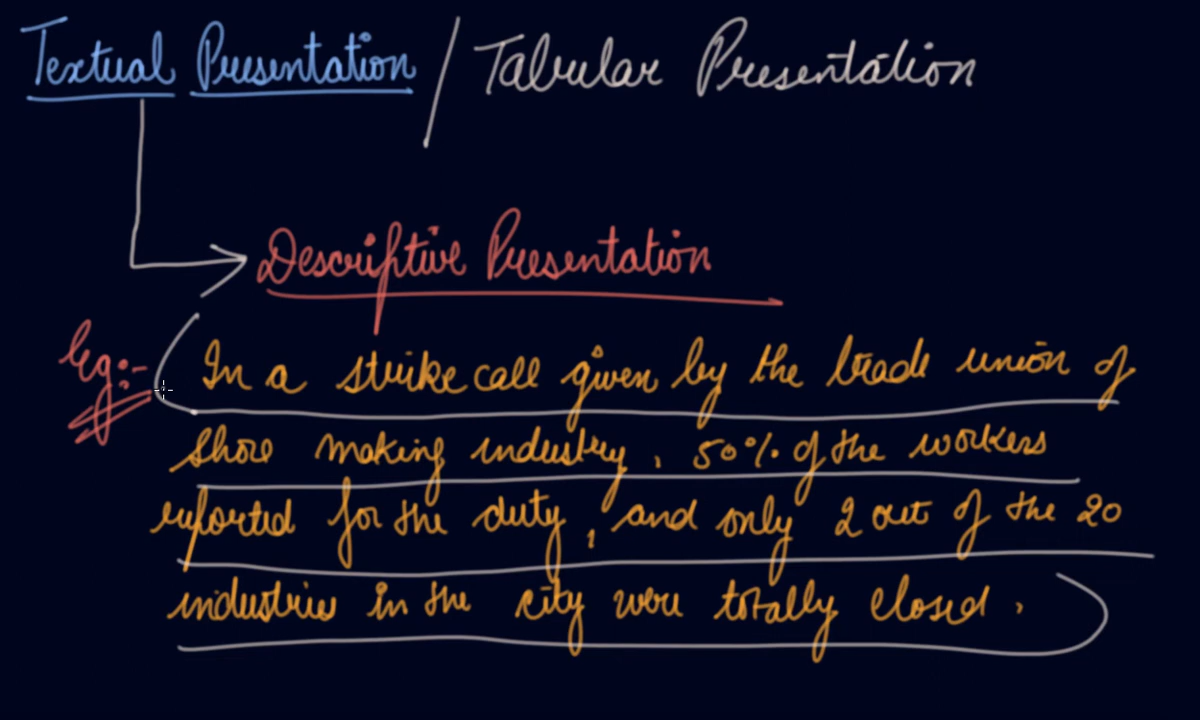 Textual Presentation / Tabular Presentation
Descriptive Presentation
Eg:-
In a strike call given by the trade union of
shoe making industry, 50% of the workers
reported for the duty, and only 2 out of the 20
industries in the city were totally closed.